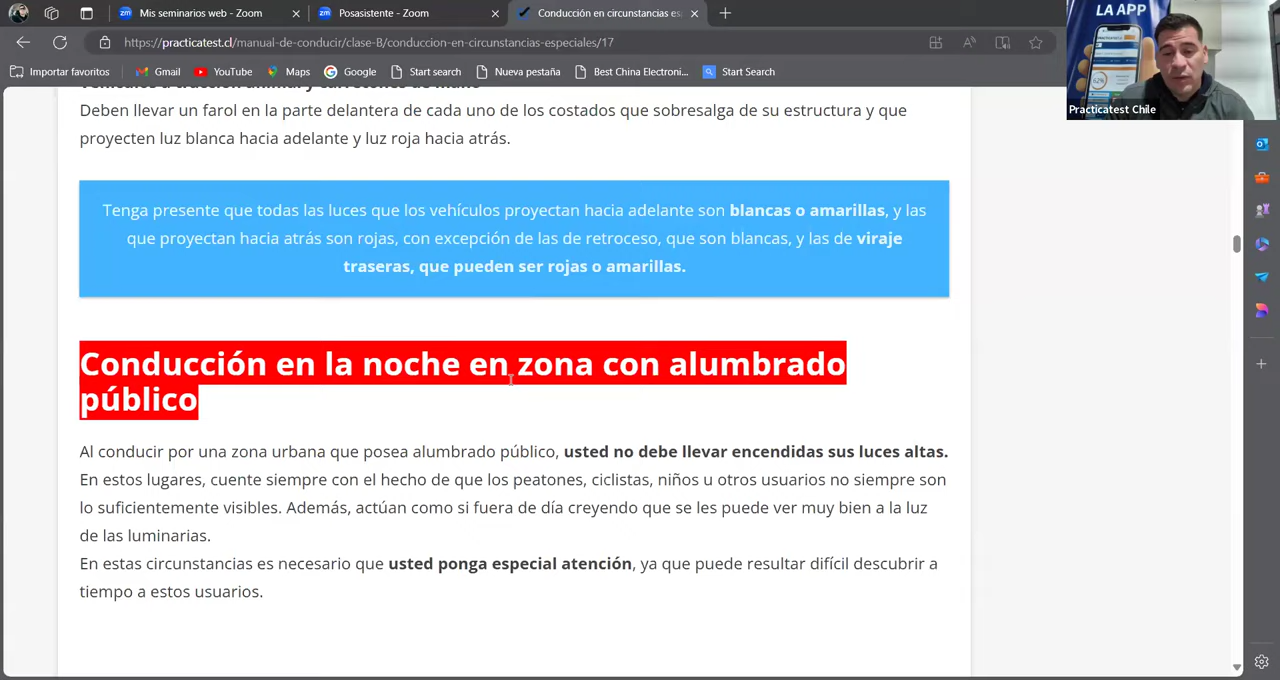 Mis seminarios web - Zoom
Posasistente - Zoom
Conducción en circunstancias es
https://practicatest.cl/manual-de-conducir/clase-B/conduccion-en-circunstancias-especiales/17
Importar favoritos
Gmail
YouTube
Maps
Google
Start search
Nueva pestaña
Best China Electroni...
Start Search
LA APP
Practicatest Chile
Deben llevar un farol en la parte delantera de cada uno de los costados que sobresalga de su estructura y que
proyecten luz blanca hacia adelante y luz roja hacia atrás.
Tenga presente que todas las luces que los vehículos proyectan hacia adelante son blancas o amarillas, y las
que proyectan hacia atrás son rojas, con excepción de las de retroceso, que son blancas, y las de viraje
traseras, que pueden ser rojas o amarillas.
Conducción en la noche en zona con alumbrado
público
Al conducir por una zona urbana que posea alumbrado público, usted no debe llevar encendidas sus luces altas.
En estos lugares, cuente siempre con el hecho de que los peatones, ciclistas, niños u otros usuarios no siempre son
lo suficientemente visibles. Además, actúan como si fuera de día creyendo que se les puede ver muy bien a la luz
de las luminarias.
En estas circunstancias es necesario que usted ponga especial atención, ya que puede resultar difícil descubrir a
tiempo a estos usuarios.